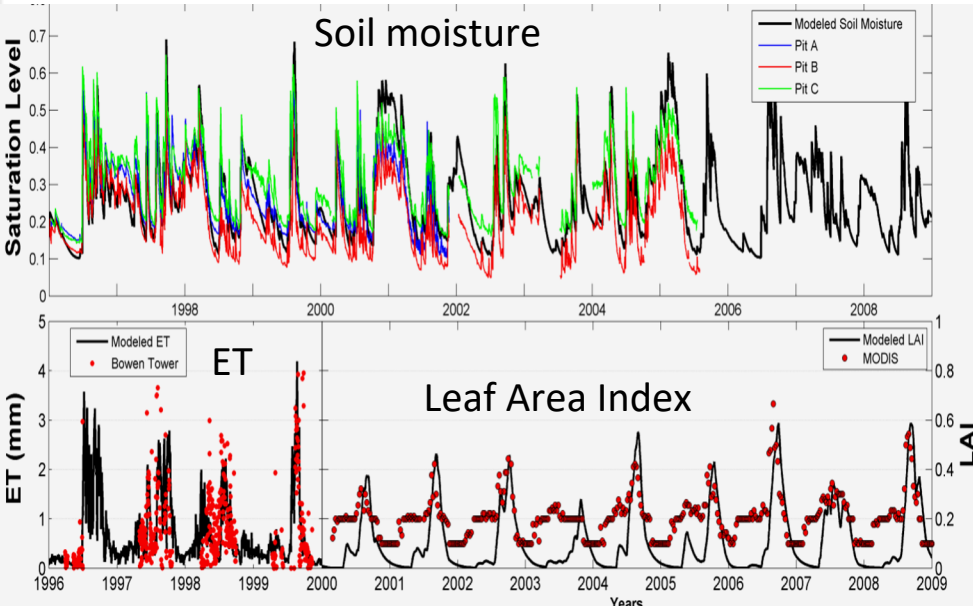 0.8
Soil moisture
Saturation Level
0.7
0.6
0.5
0.4
0.3
0.2
0.1
0
Modeled Soil Moisture
Pit A
Pit B
Pit C
1998
2000
2002
2004
2006
2008
5
4
3
2
1
0
ET (mm)
Modeled ET
Bowen Tower
ET
Leaf Area Index
Modeled LAI
MODIS
1
0.8
0.6
0.4
0.2
0
LAI
1996
1997
1998
1999
2000
2001
2002
2003
2004
2005
2006
2007
2008
2009
Years